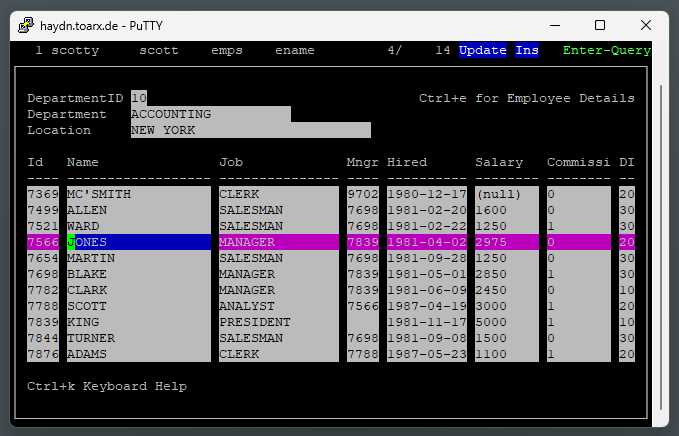 haydn.toarx.de - PuTTY
1 scotty scott emps ename 4/ 14 Update Ins Enter-Query
DepartmentID 10 Ctrl+e for Employee Details
Department ACCOUNTING
Location NEW YORK
Id Name Job Mngr Hired Salary Commissi DI
---- ------------------ --------------- ---- ---------- -------- -------- --
7369 MC'SMITH CLERK 9702 1980-12-17 (null) 0 20
7499 ALLEN SALESMAN 7698 1981-02-20 1600 0 30
7521 WARD SALESMAN 7698 1981-02-22 1250 1 30
7566 JONES MANAGER 7839 1981-04-02 2975 0 20
7654 MARTIN SALESMAN 7698 1981-09-28 1250 0 30
7698 BLAKE MANAGER 7839 1981-05-01 2850 1 30
7782 CLARK MANAGER 7839 1981-06-09 2450 0 10
7788 SCOTT ANALYST 7566 1987-04-19 3000 1 20
7839 KING PRESIDENT 1981-11-17 5000 1 10
7844 TURNER SALESMAN 7698 1981-09-08 1500 0 30
7876 ADAMS CLERK 7788 1987-05-23 1100 1 20
Ctrl+k Keyboard Help